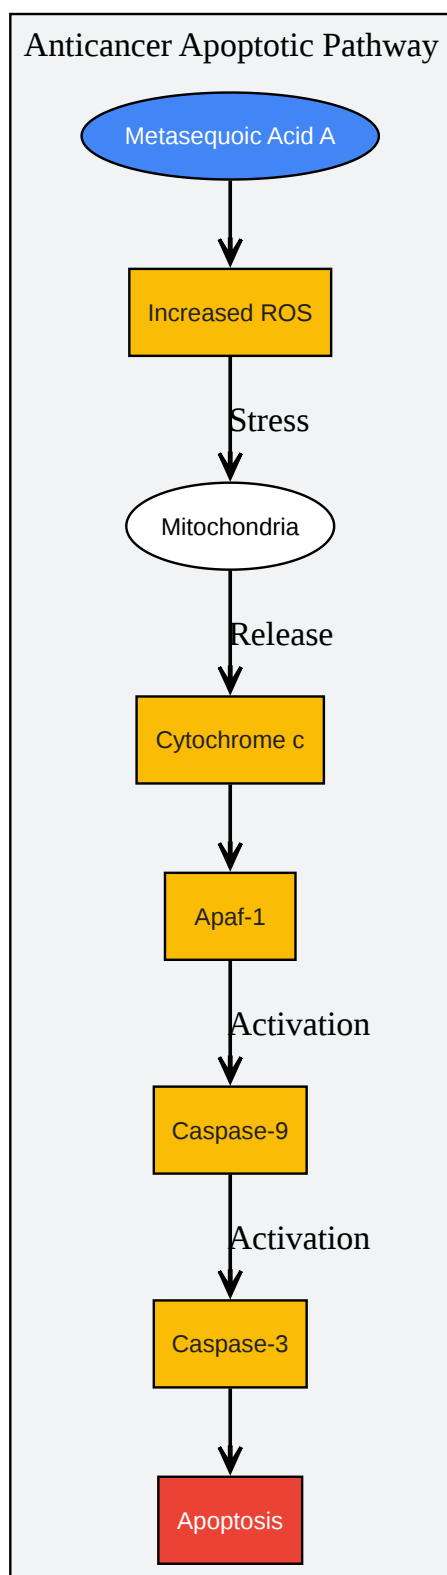 Anticancer Apoptotic Pathway
Metasequoic Acid A
Increased ROS
Stress
Mitochondria
Release
Cytochrome c
Apaf-1
Activation
Caspase-9
Activation
Caspase-3
Apoptosis